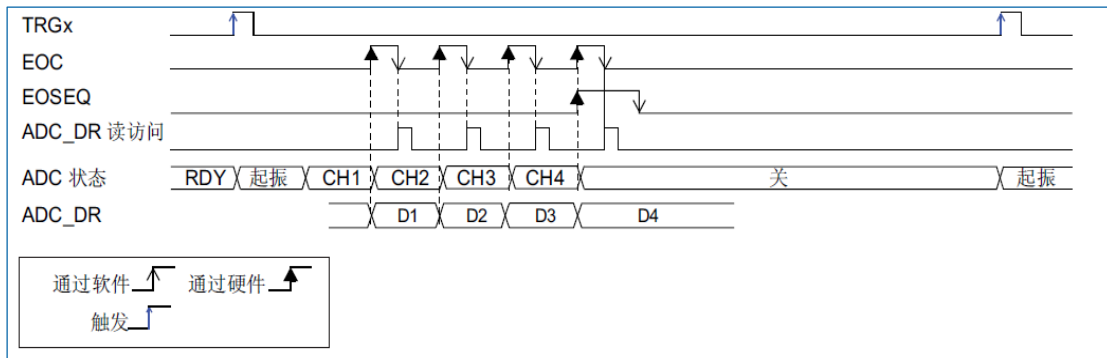 TRGx
EOC
EOSEQ
ADC_DR 读访问
ADC 状态 RDY 起振 CH1 CH2 CH3 CH4 关 起振
ADC_DR D1 D2 D3 D4
通过软件 通过硬件
触发